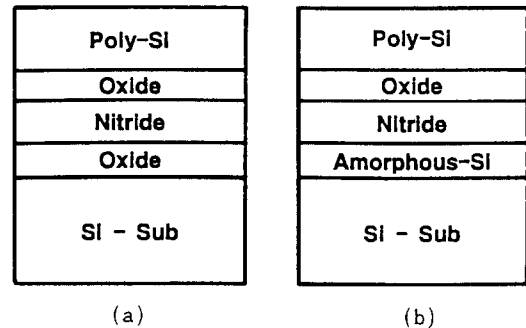 Poly-Si
Oxide
Nitride
Oxide
Si - Sub
(a)
Poly-Si
Oxide
Nitride
Amorphous-Si
Si - Sub
(b)